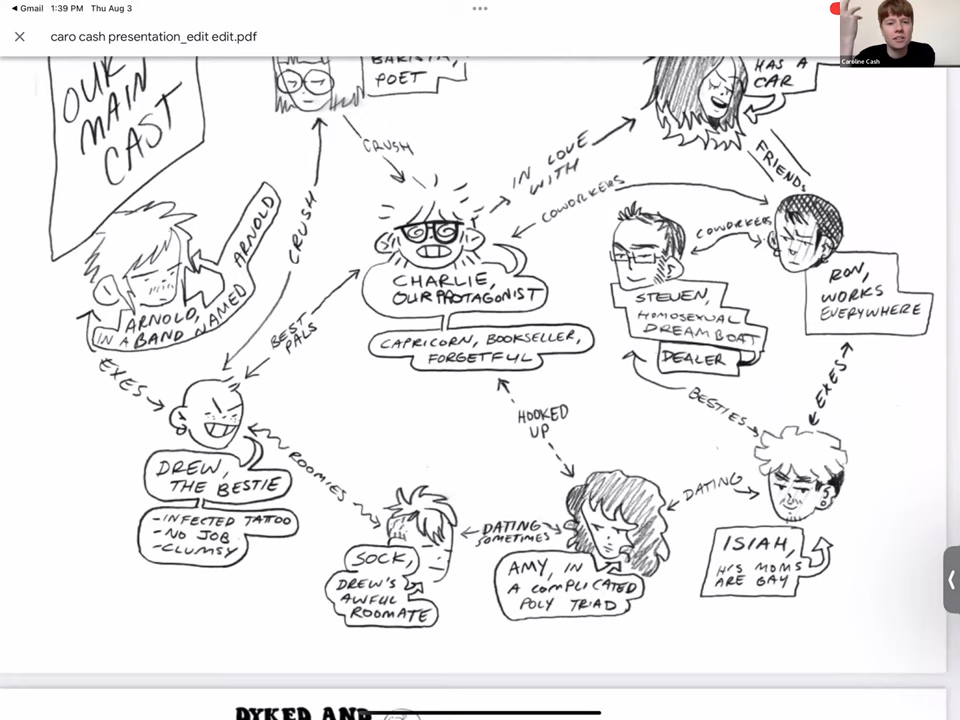 Gmail 1:39 PM Thu Aug 3
caro cash presentation_edit edit.pdf
Caroline Cash
OUR
MAIN
CAST
BARISTA,
POET
HAS A
CAR
CRUSH
IN LOVE
WITH
FRIENDS
COWORKERS
COWORKERS
ARNOLD
ARNOLD,
IN A BAND NAMED
CRUSH
CHARLIE,
OUR PROTAGONIST
CAPRICORN, BOOKSELLER,
FORGETFUL
STEVEN,
HOMOSEXUAL
DREAMBOAT
DEALER
RON,
WORKS
EVERYWHERE
BEST
PALS
EXES
HOOKED
UP
BESTIES
EXES
DREW,
THE BESTIE
-INFECTED TATTOO
-NO JOB
-CLUMSY
ROOMIES
SOCK,
DREW'S
AWFUL
ROOMATE
DATING
SOMETIMES
AMY, IN
A COMPLICATED
POLY TRIAD
DATING
ISIAH,
HIS MOMS
ARE GAY
DYKED AND